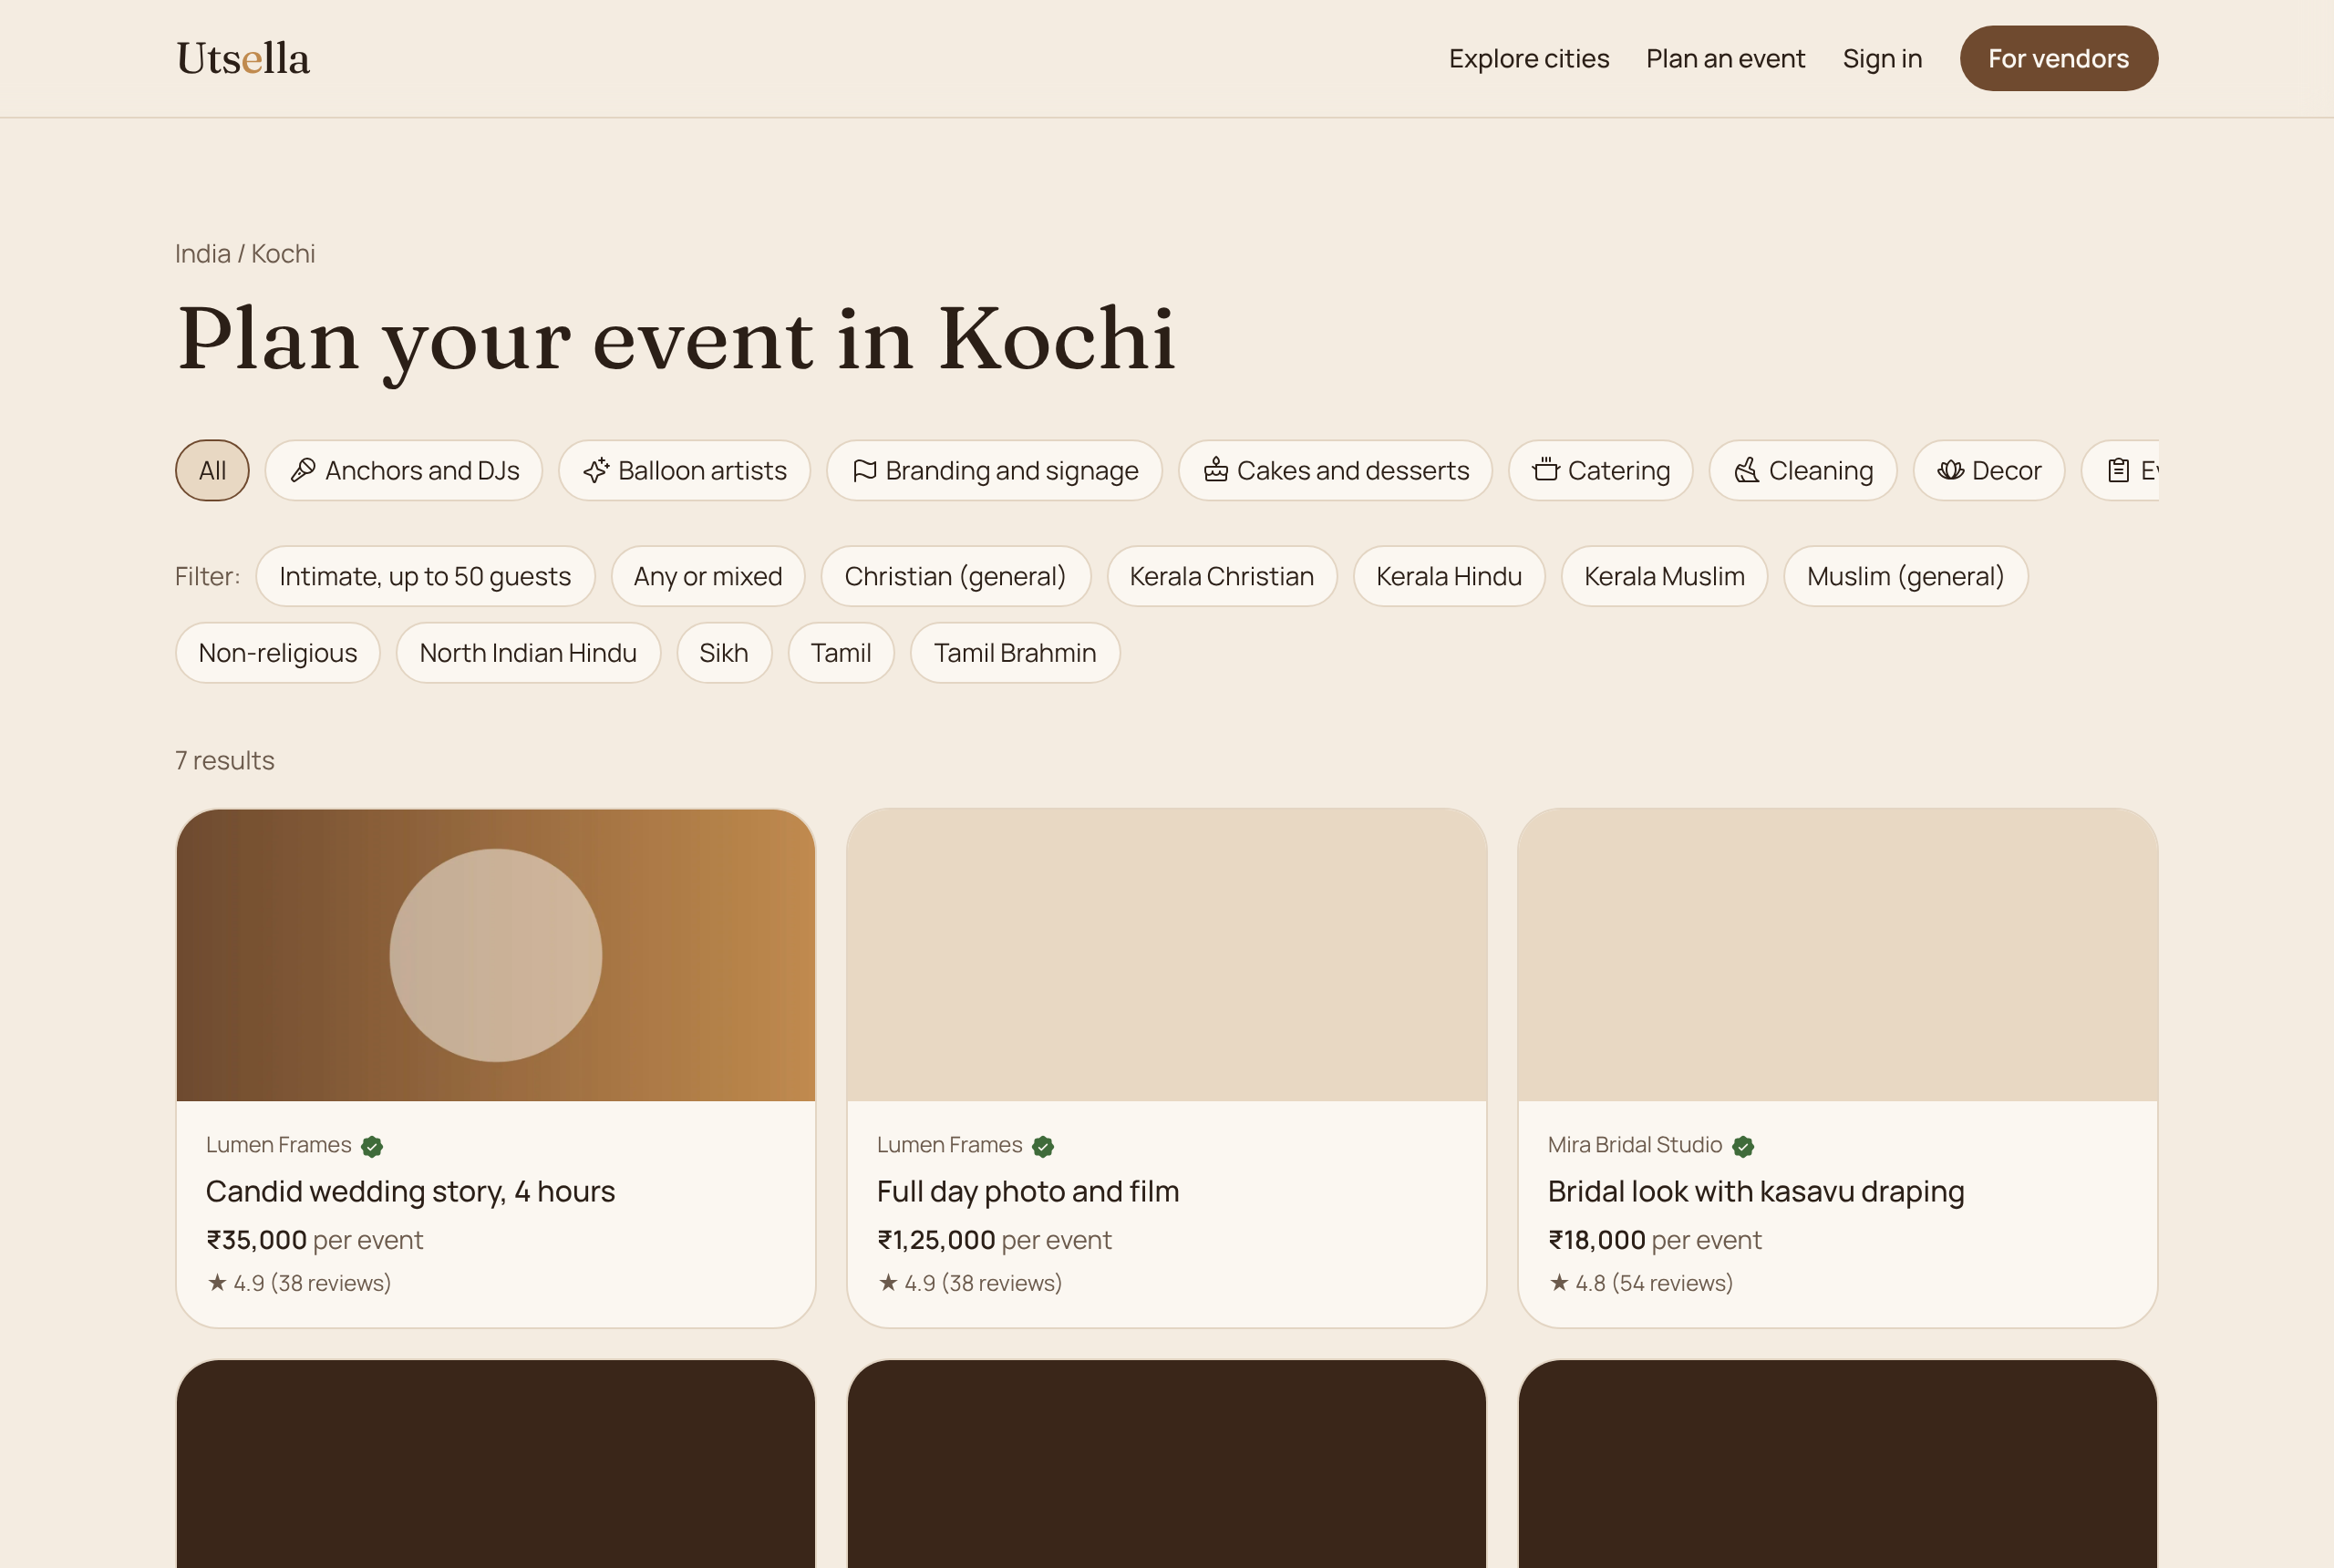 Utsella
Explore cities
Plan an event
Sign in
For vendors
India / Kochi
Plan your event in Kochi
All
Anchors and DJs
Balloon artists
Branding and signage
Cakes and desserts
Catering
Cleaning
Decor
Filter:
Intimate, up to 50 guests
Any or mixed
Christian (general)
Kerala Christian
Kerala Hindu
Kerala Muslim
Muslim (general)
Non-religious
North Indian Hindu
Sikh
Tamil
Tamil Brahmin
7 results
Lumen Frames
Candid wedding story, 4 hours
₹35,000 per event
★ 4.9 (38 reviews)
Lumen Frames
Full day photo and film
₹1,25,000 per event
★ 4.9 (38 reviews)
Mira Bridal Studio
Bridal look with kasavu draping
₹18,000 per event
★ 4.8 (54 reviews)